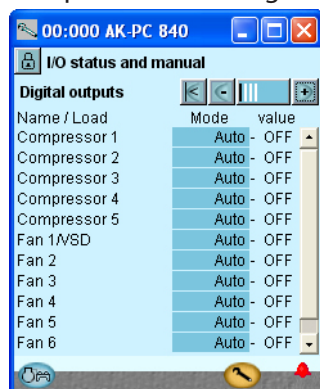 00:000 AK-PC 840
I/O status and manual
Digital outputs
Name / Load Mode value
Compressor 1 Auto - OFF
Compressor 2 Auto - OFF
Compressor 3 Auto - OFF
Compressor 4 Auto - OFF
Compressor 5 Auto - OFF
Fan 1/VSD Auto - OFF
Fan 2 Auto - OFF
Fan 3 Auto - OFF
Fan 4 Auto - OFF
Fan 5 Auto - OFF
Fan 6 Auto - OFF